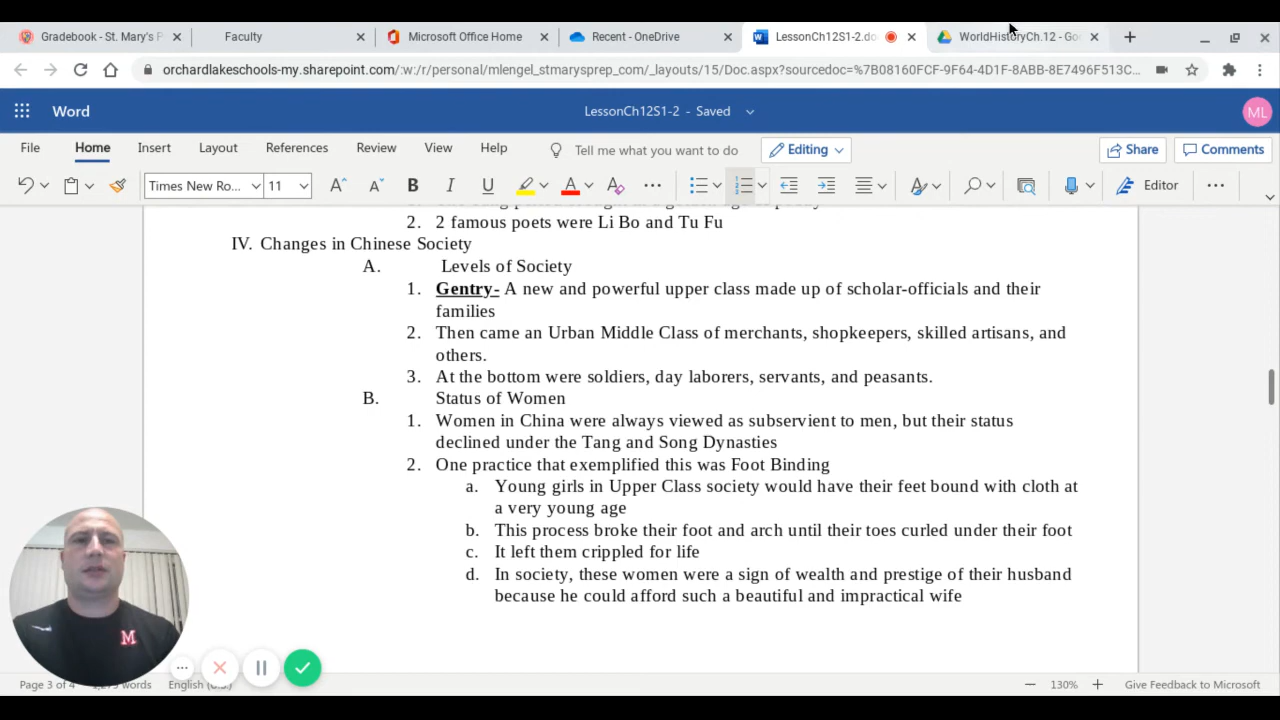 Gradebook - St. Mary's P
Faculty
Microsoft Office Home
Recent - OneDrive
LessonCh12S1-2.do
WorldHistoryCh.12 - Go
orchardlakeschools-my.sharepoint.com/:w:/r/personal/mlengel_stmarysprep_com/_layouts/15/Doc.aspx?sourcedoc=%7B08160FCF-9F64-4D1F-8ABB-8E7496F513C...
Word
LessonCh12S1-2 - Saved
ML
File Home Insert Layout References Review View Help Tell me what you want to do Editing Share Comments
Times New Ro... 11 B I U A Editor
2. 2 famous poets were Li Bo and Tu Fu
IV. Changes in Chinese Society
A. Levels of Society
1. Gentry- A new and powerful upper class made up of scholar-officials and their
families
2. Then came an Urban Middle Class of merchants, shopkeepers, skilled artisans, and
others.
3. At the bottom were soldiers, day laborers, servants, and peasants.
B. Status of Women
1. Women in China were always viewed as subservient to men, but their status
declined under the Tang and Song Dynasties
2. One practice that exemplified this was Foot Binding
a. Young girls in Upper Class society would have their feet bound with cloth at
a very young age
b. This process broke their foot and arch until their toes curled under their foot
c. It left them crippled for life
d. In society, these women were a sign of wealth and prestige of their husband
because he could afford such a beautiful and impractical wife
M
Page 3 of 4 words English 130% Give Feedback to Microsoft